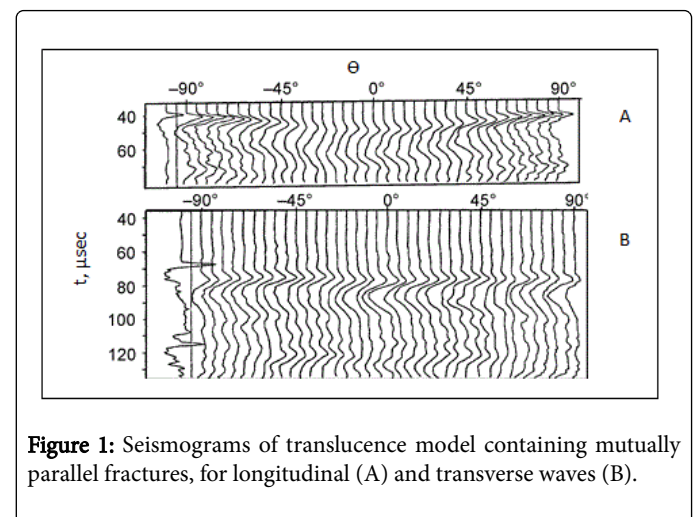 Θ
−90° −45° 0° 45° 90°
40
60
A
−90° −45° 0° 45° 90°
t, μsec
40
60
80
100
120
B
Figure 1: Seismograms of translucence model containing mutually
parallel fractures, for longitudinal (A) and transverse waves (B).